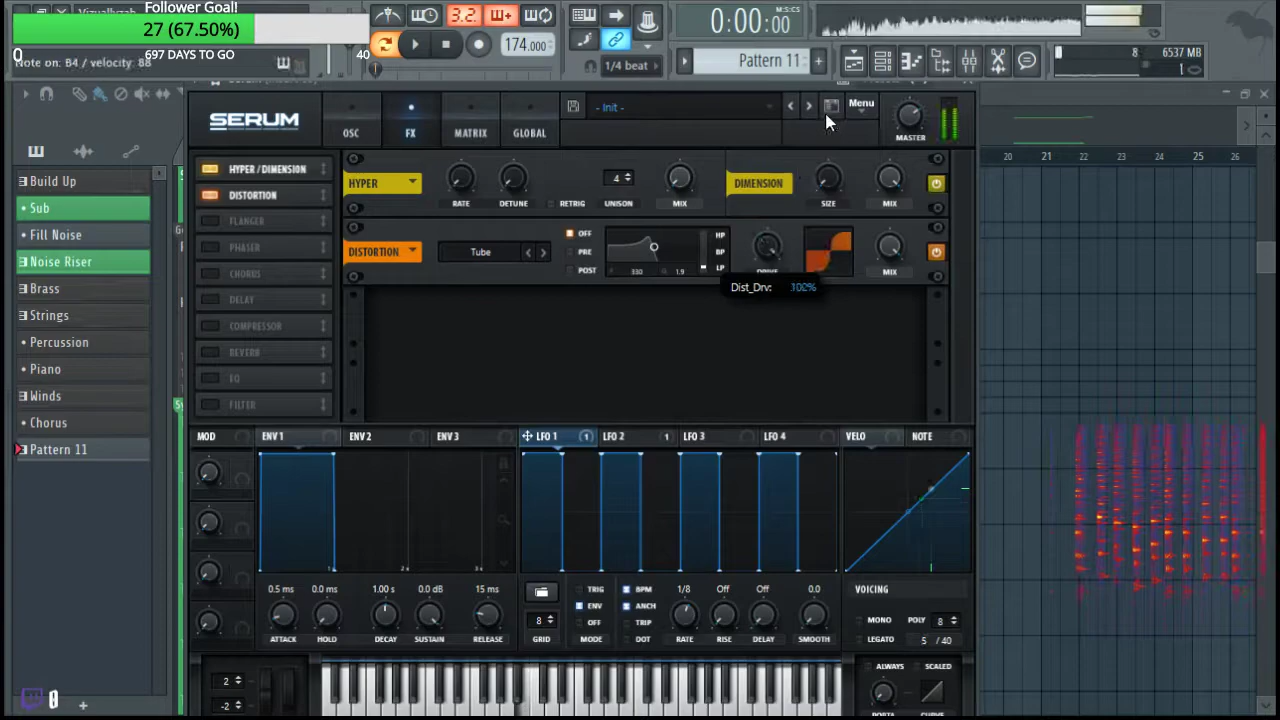 Follower Goal!
27 (67.50%)
0 697 DAYS TO GO 40
Note on: B4 / velocity: 88
3.2
174.000
1/4 beat
0:00:00
M:S:CS
Pattern 11
8
6537 MB
1
Build Up
Sub
Fill Noise
Noise Riser
Brass
Strings
Percussion
Piano
Winds
Chorus
Pattern 11
SERUM
OSC
FX
MATRIX
GLOBAL
- Init -
Menu
MASTER
HYPER / DIMENSION
DISTORTION
FLANGER
PHASER
CHORUS
DELAY
COMPRESSOR
REVERB
EQ
FILTER
HYPER
RATE
DETUNE
RETRIG
4
UNISON
MIX
DIMENSION
SIZE
MIX
DISTORTION
Tube
OFF
PRE
POST
330
1.9
HP
BP
LP
DRIVE
MIX
Dist_Drv: 100%
MOD
ENV 1
ENV 2
ENV 3
LFO 1
1
LFO 2
1
LFO 3
LFO 4
VELO
NOTE
0.5 ms
0.0 ms
1.00 s
0.0 dB
15 ms
ATTACK
HOLD
DECAY
SUSTAIN
RELEASE
8
GRID
TRIG
ENV
OFF
MODE
BPM
ANCH
TRIP
DOT
1/8
Off
Off
0.0
RATE
RISE
DELAY
SMOOTH
VOICING
MONO
POLY
8
LEGATO
5 / 40
2
-2
ALWAYS
SCALED
PORTA
CURVE
20 21 22 23 24 25 26